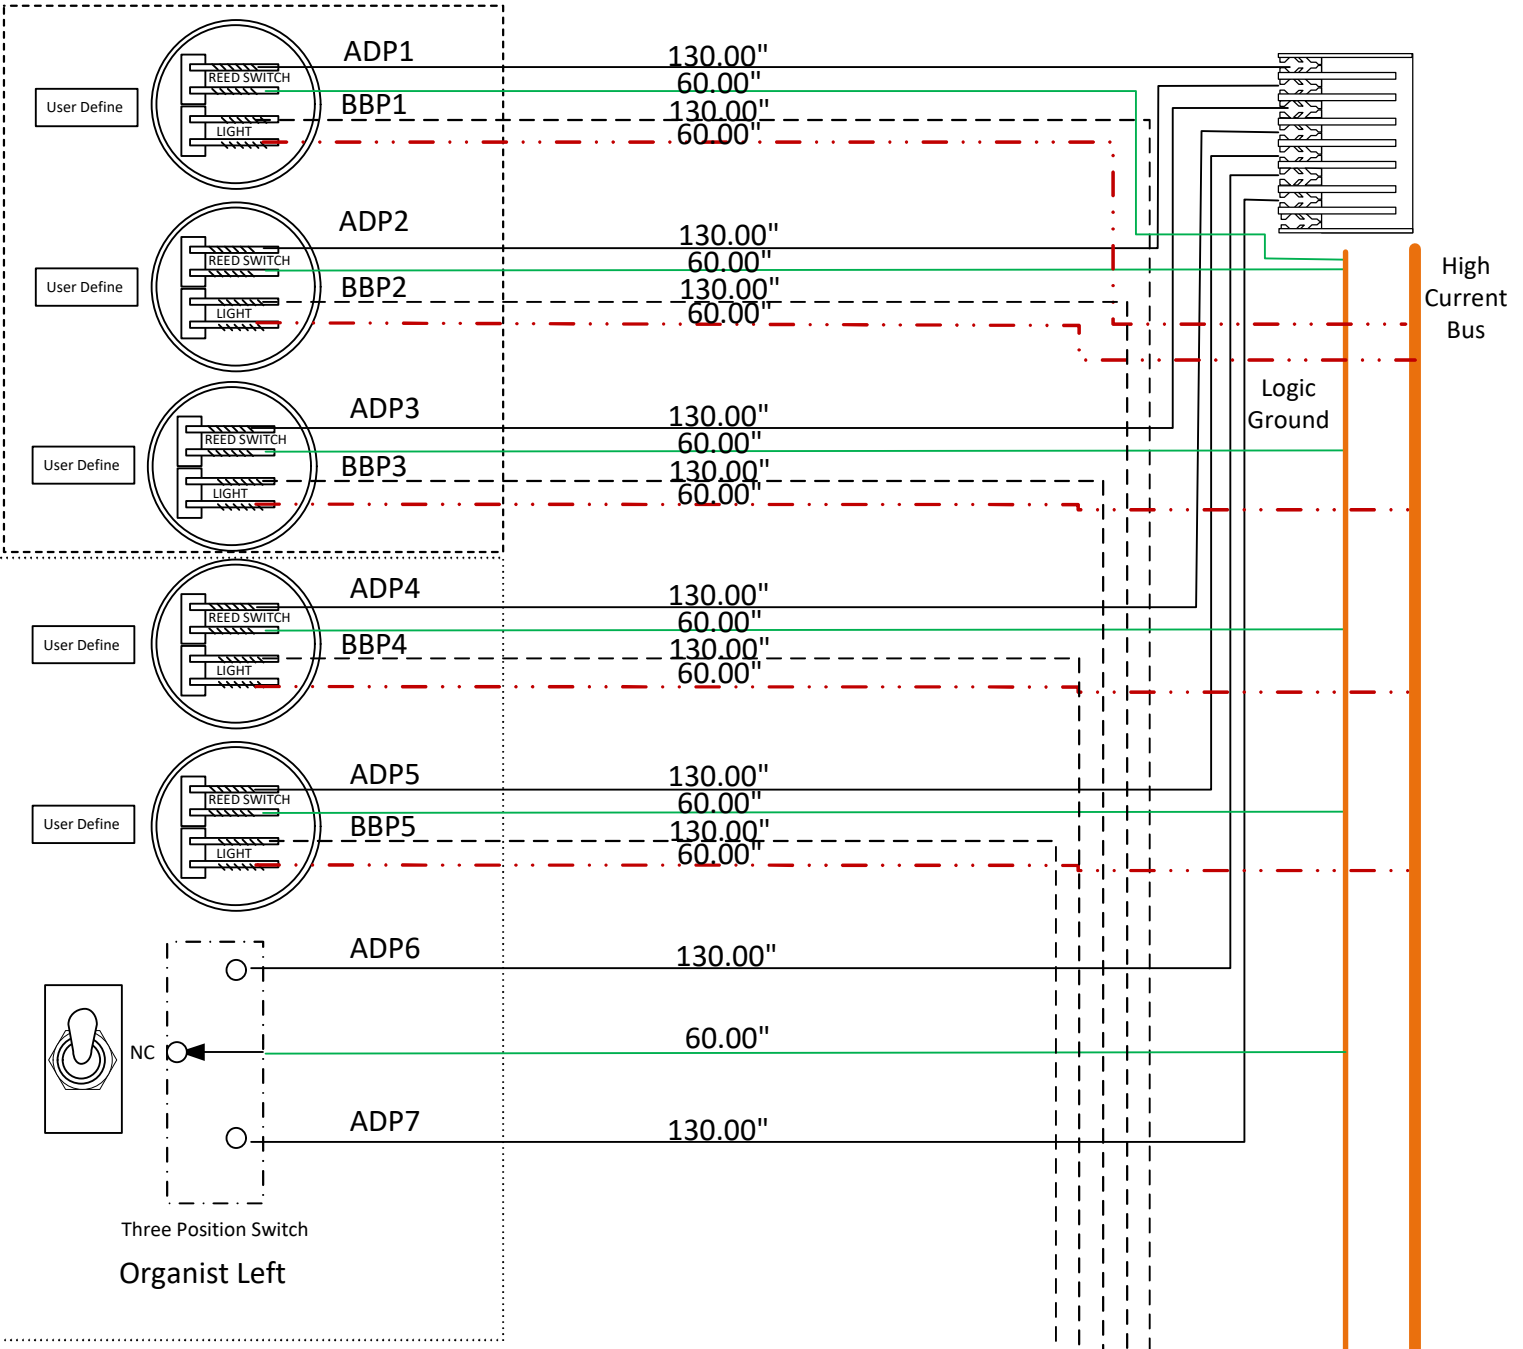 ADP1
130.00"
REED SWITCH
60.00"
User Define
BBP1
130.00"
LIGHT
60.00"
ADP2
130.00"
REED SWITCH
60.00"
User Define
BBP2
130.00"
LIGHT
60.00"
High
Current
Bus
Logic
Ground
ADP3
130.00"
REED SWITCH
60.00"
User Define
BBP3
130.00"
LIGHT
60.00"
ADP4
130.00"
REED SWITCH
60.00"
User Define
BBP4
130.00"
LIGHT
60.00"
ADP5
130.00"
REED SWITCH
60.00"
User Define
BBP5
130.00"
LIGHT
60.00"
ADP6
130.00"
NC
60.00"
ADP7
130.00"
Three Position Switch
Organist Left